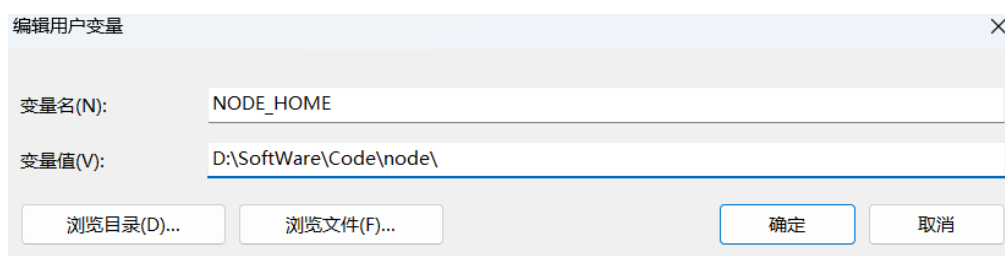 编辑用户变量
变量名(N): NODE_HOME
变量值(V): D:\SoftWare\Code\node\
浏览目录(D)... 浏览文件(F)... 确定 取消